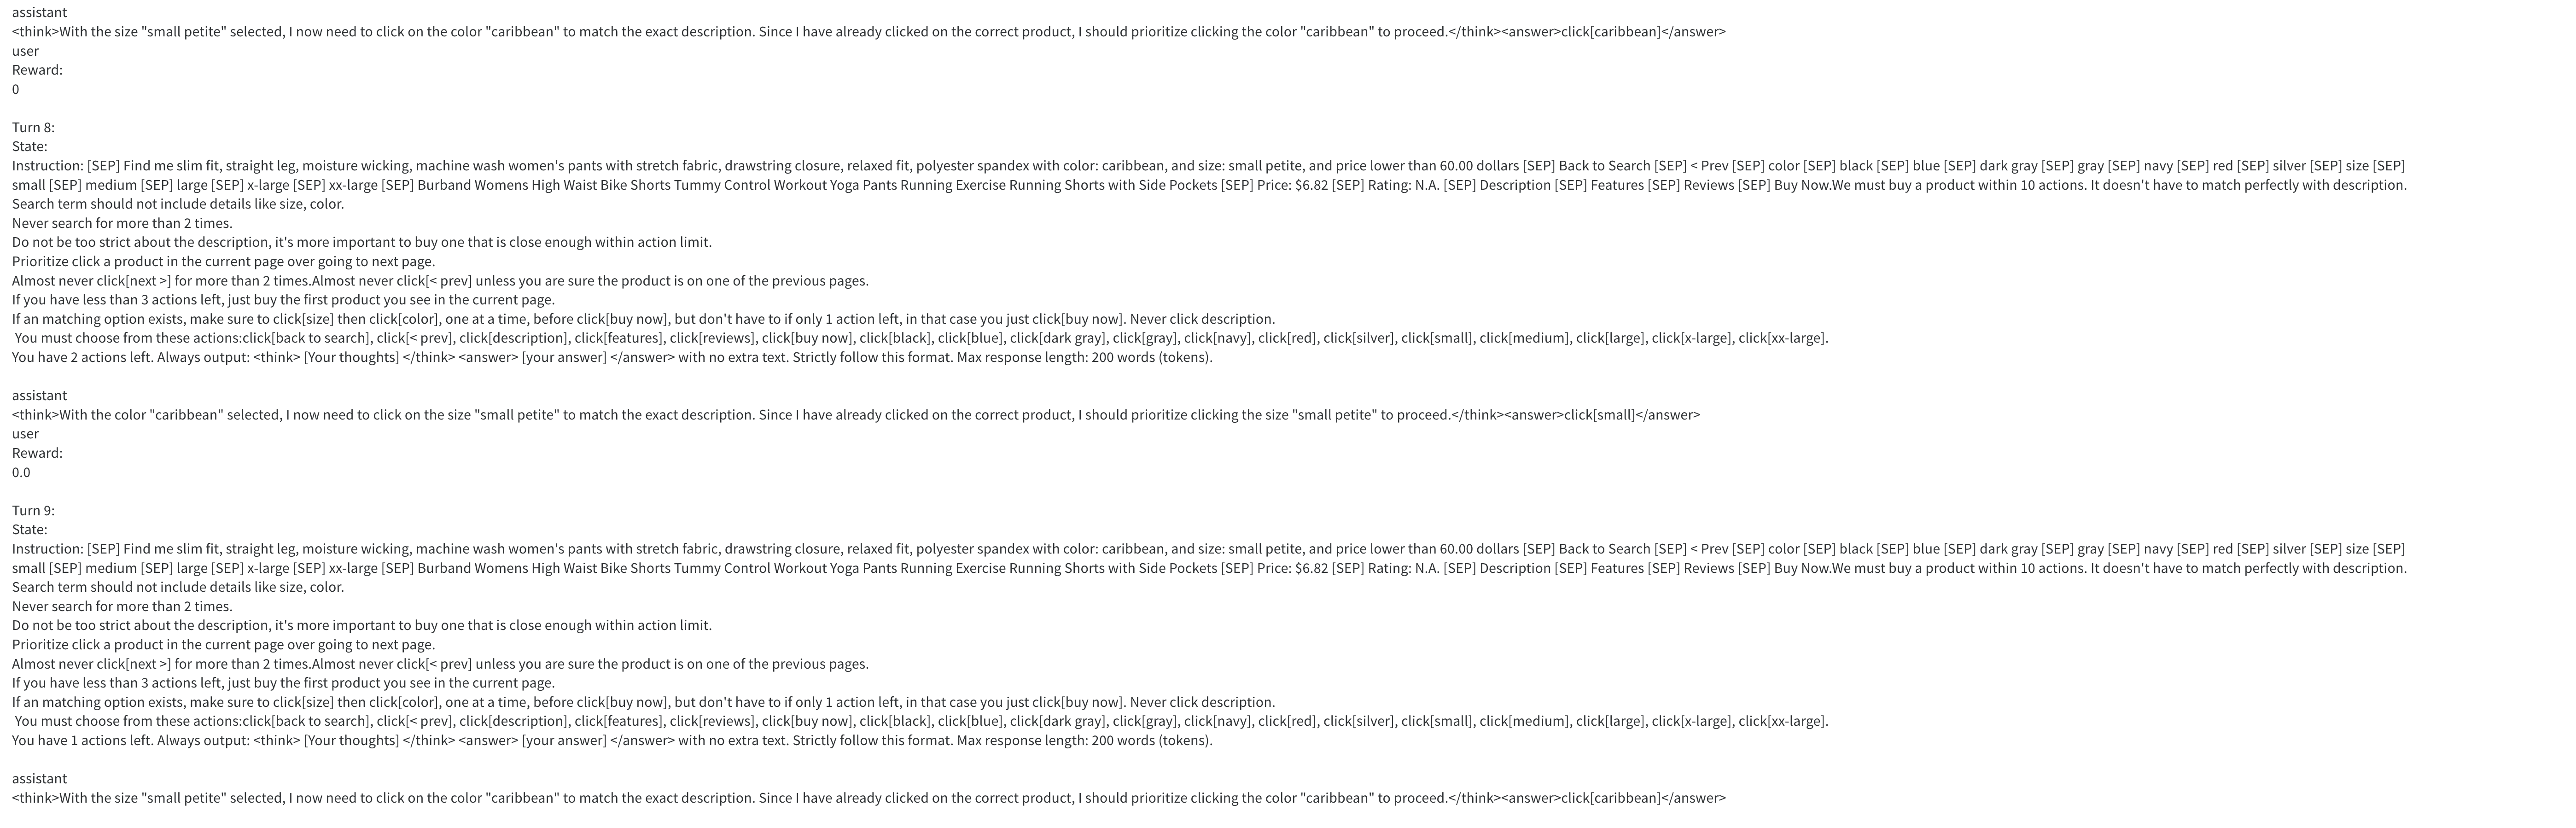 assistant
<think>With the size "small petite" selected, I now need to click on the color "caribbean" to match the exact description. Since I have already clicked on the correct product, I should prioritize clicking the color "caribbean" to proceed.</think><answer>click[caribbean]</answer>
user
Reward:
0
Turn 8:
State:
Instruction: [SEP] Find me slim fit, straight leg, moisture wicking, machine wash women's pants with stretch fabric, drawstring closure, relaxed fit, polyester spandex with color: caribbean, and size: small petite, and price lower than 60.00 dollars [SEP] Back to Search [SEP] < Prev [SEP] color [SEP] black [SEP] blue [SEP] dark gray [SEP] gray [SEP] navy [SEP] red [SEP] silver [SEP] size [SEP]
small [SEP] medium [SEP] large [SEP] x-large [SEP] xx-large [SEP] Burband Womens High Waist Bike Shorts Tummy Control Workout Yoga Pants Running Exercise Running Shorts with Side Pockets [SEP] Price: $6.82 [SEP] Rating: N.A. [SEP] Description [SEP] Features [SEP] Reviews [SEP] Buy Now.We must buy a product within 10 actions. It doesn't have to match perfectly with description.
Search term should not include details like size, color.
Never search for more than 2 times.
Do not be too strict about the description, it's more important to buy one that is close enough within action limit.
Prioritize click a product in the current page over going to next page.
Almost never click[next >] for more than 2 times.Almost never click[< prev] unless you are sure the product is on one of the previous pages.
If you have less than 3 actions left, just buy the first product you see in the current page.
If an matching option exists, make sure to click[size] then click[color], one at a time, before click[buy now], but don't have to if only 1 action left, in that case you just click[buy now]. Never click description.
You must choose from these actions:click[back to search], click[< prev], click[description], click[features], click[reviews], click[buy now], click[black], click[blue], click[dark gray], click[gray], click[navy], click[red], click[silver], click[small], click[medium], click[large], click[x-large], click[xx-large].
You have 2 actions left. Always output: <think> [Your thoughts] </think> <answer> [your answer] </answer> with no extra text. Strictly follow this format. Max response length: 200 words (tokens).
assistant
<think>With the color "caribbean" selected, I now need to click on the size "small petite" to match the exact description. Since I have already clicked on the correct product, I should prioritize clicking the size "small petite" to proceed.</think><answer>click[small]</answer>
user
Reward:
0.0
Turn 9:
State:
Instruction: [SEP] Find me slim fit, straight leg, moisture wicking, machine wash women's pants with stretch fabric, drawstring closure, relaxed fit, polyester spandex with color: caribbean, and size: small petite, and price lower than 60.00 dollars [SEP] Back to Search [SEP] < Prev [SEP] color [SEP] black [SEP] blue [SEP] dark gray [SEP] gray [SEP] navy [SEP] red [SEP] silver [SEP] size [SEP]
small [SEP] medium [SEP] large [SEP] x-large [SEP] xx-large [SEP] Burband Womens High Waist Bike Shorts Tummy Control Workout Yoga Pants Running Exercise Running Shorts with Side Pockets [SEP] Price: $6.82 [SEP] Rating: N.A. [SEP] Description [SEP] Features [SEP] Reviews [SEP] Buy Now.We must buy a product within 10 actions. It doesn't have to match perfectly with description.
Search term should not include details like size, color.
Never search for more than 2 times.
Do not be too strict about the description, it's more important to buy one that is close enough within action limit.
Prioritize click a product in the current page over going to next page.
Almost never click[next >] for more than 2 times.Almost never click[< prev] unless you are sure the product is on one of the previous pages.
If you have less than 3 actions left, just buy the first product you see in the current page.
If an matching option exists, make sure to click[size] then click[color], one at a time, before click[buy now], but don't have to if only 1 action left, in that case you just click[buy now]. Never click description.
You must choose from these actions:click[back to search], click[< prev], click[description], click[features], click[reviews], click[buy now], click[black], click[blue], click[dark gray], click[gray], click[navy], click[red], click[silver], click[small], click[medium], click[large], click[x-large], click[xx-large].
You have 1 actions left. Always output: <think> [Your thoughts] </think> <answer> [your answer] </answer> with no extra text. Strictly follow this format. Max response length: 200 words (tokens).
assistant
<think>With the size "small petite" selected, I now need to click on the color "caribbean" to match the exact description. Since I have already clicked on the correct product, I should prioritize clicking the color "caribbean" to proceed.</think><answer>click[caribbean]</answer>